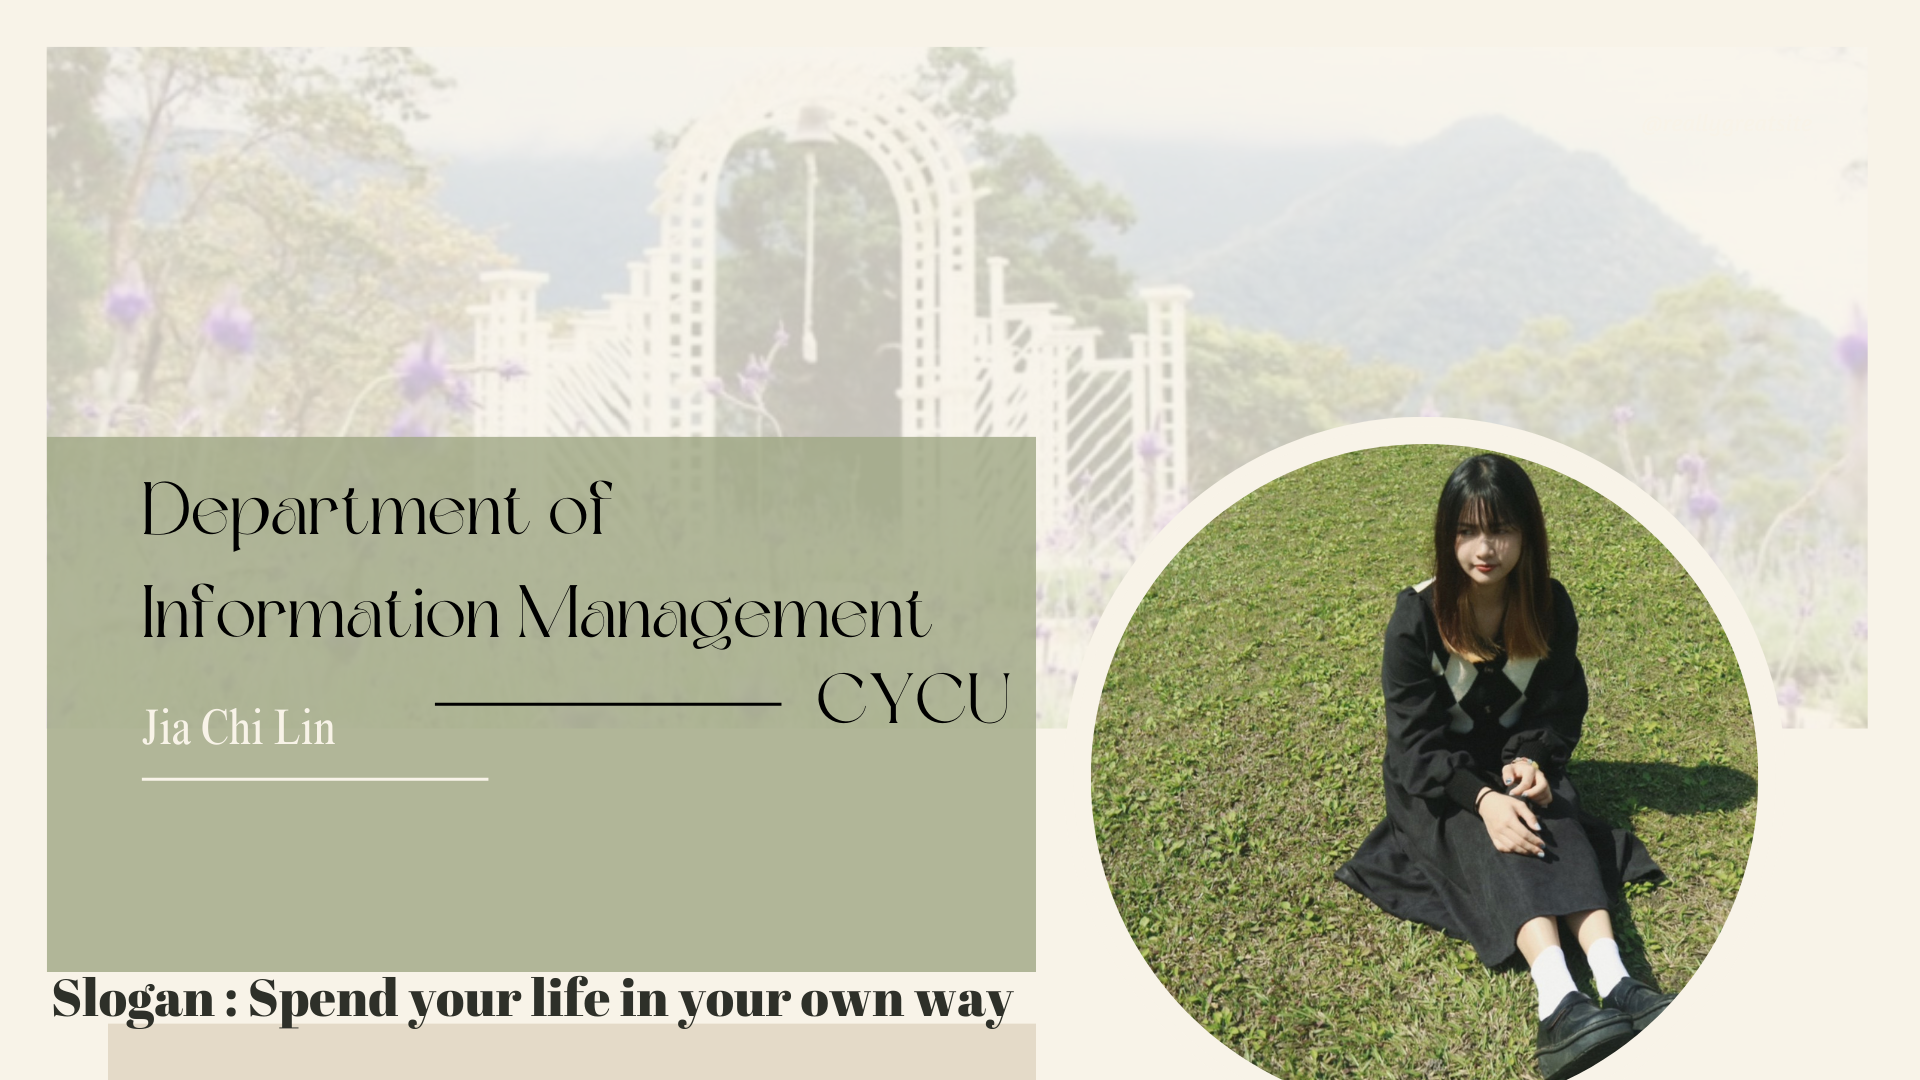 Department of
Information Management
CYCU
Jia Chi Lin
Slogan : Spend your life in your own way